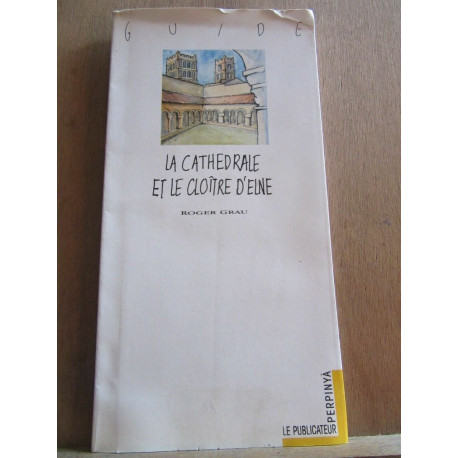 GUIDE
LA CATHEDRALE
ET LE CLOÎTRE D'ELNE
ROGER GRAU
LE PUBLICATEUR
PERPINYÀ